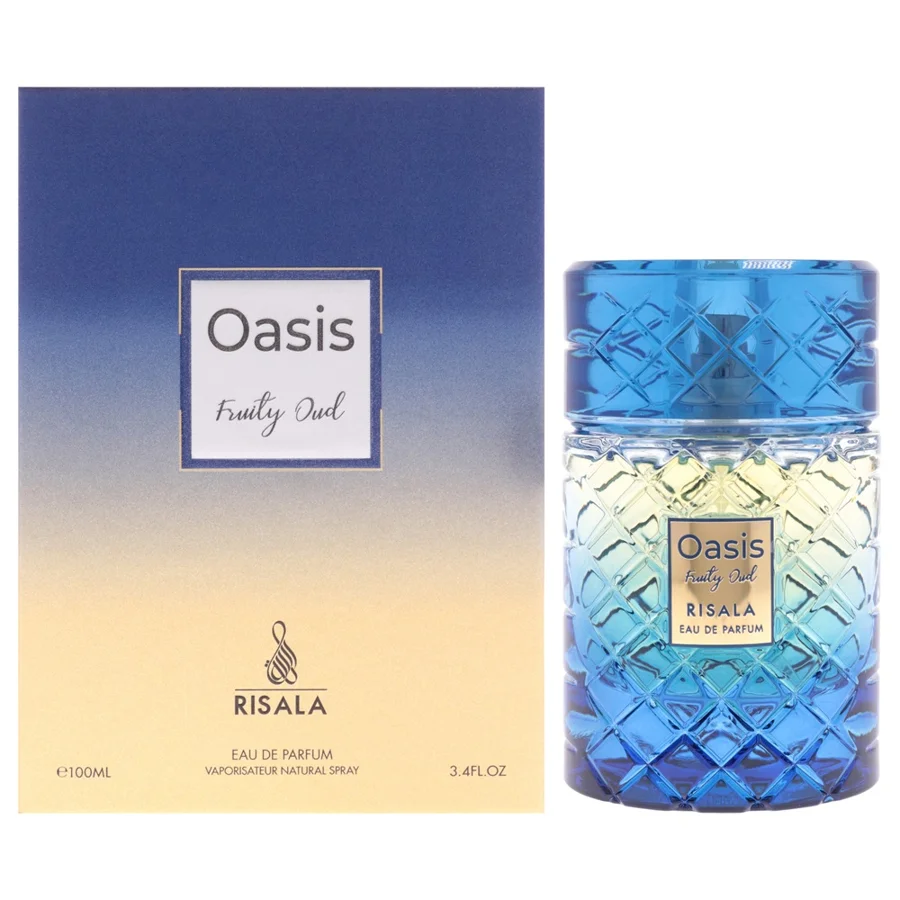 Oasis
Fruity Oud
RISALA
EAU DE PARFUM
VAPORISATEUR NATURAL SPRAY
℮100ML
3.4FL.OZ
Oasis
Fruity Oud
RISALA
EAU DE PARFUM